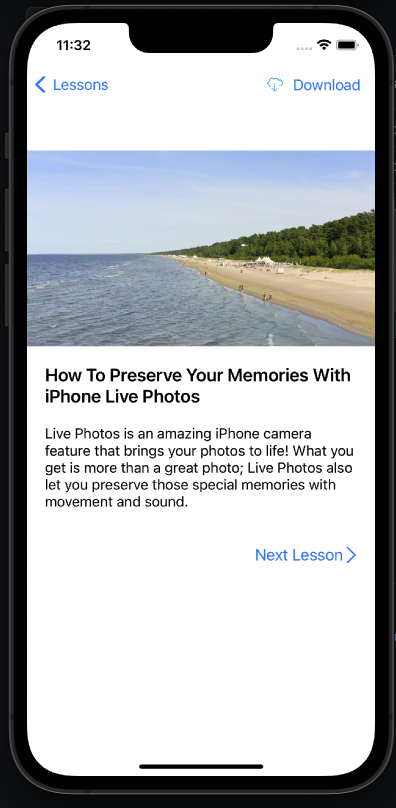 11:32
Lessons
Download
How To Preserve Your Memories With
iPhone Live Photos
Live Photos is an amazing iPhone camera
feature that brings your photos to life! What you
get is more than a great photo; Live Photos also
let you preserve those special memories with
movement and sound.
Next Lesson